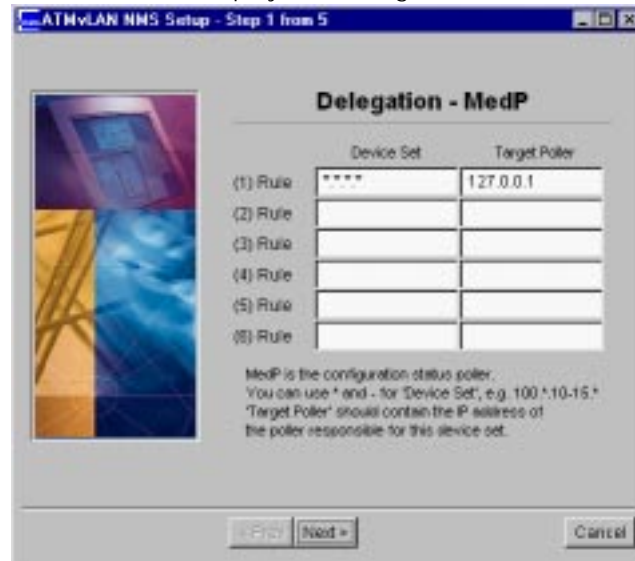 ATMvLAN NMS Setup - Step 1 from 5
Delegation - MedP
Device Set Target Poller
(1) Rule *.*.*.* 127.0.0.1
(2) Rule
(3) Rule
(4) Rule
(5) Rule
(6) Rule
MedP is the configuration status poller.
You can use * and - for 'Device Set', e.g. 100.*.10-15.*
'Target Poller' should contain the IP address of
the poller responsible for this device set.
< Prev Next > Cancel